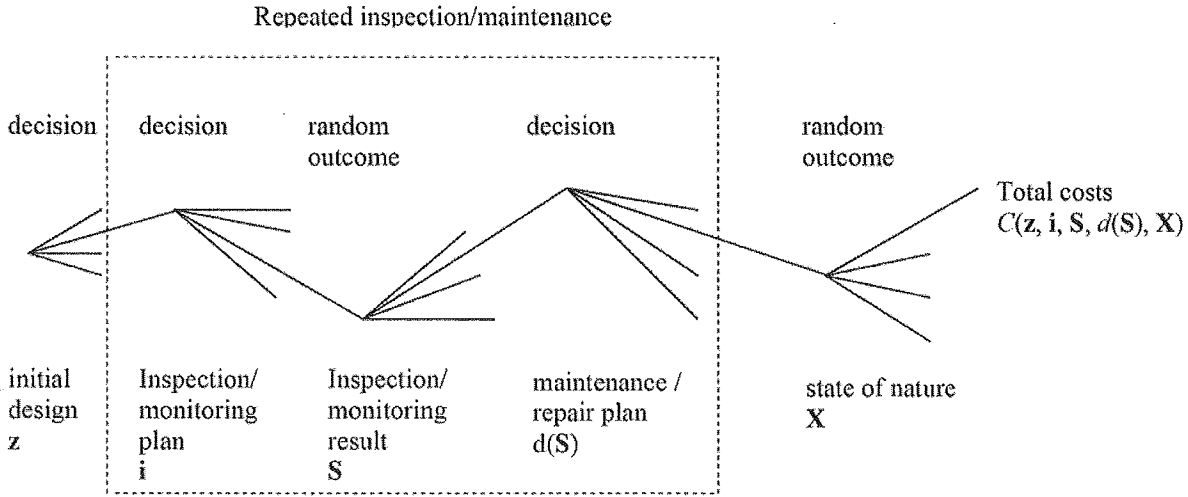 Repeated inspection/maintenance
decision
decision
random
outcome
decision
random
outcome
Total costs
C(z, i, S, d(S), X)
initial
design
z
Inspection/
monitoring
plan
i
Inspection/
monitoring
result
S
maintenance /
repair plan
d(S)
state of nature
X